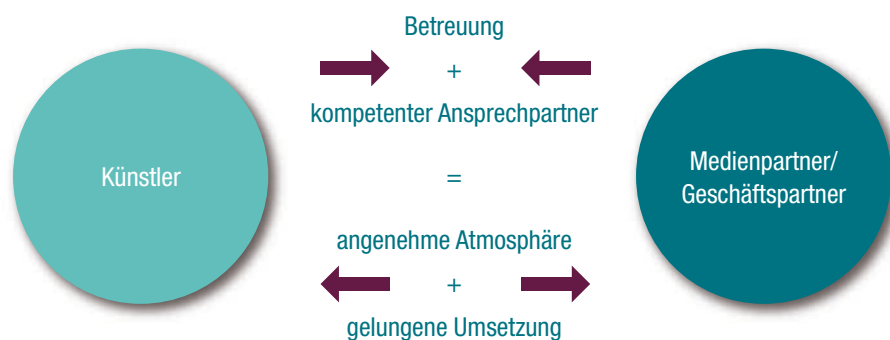 Betreuung
+
kompetenter Ansprechpartner
Künstler
=
Medienpartner/
Geschäftspartner
angenehme Atmosphäre
+
gelungene Umsetzung